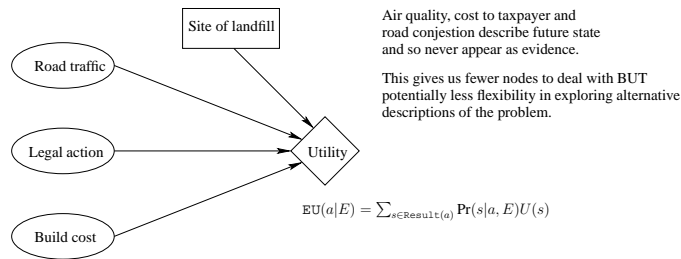 Site of landfill
Road traffic
Legal action
Build cost
Utility
Air quality, cost to taxpayer and
road conjestion describe future state
and so never appear as evidence.
This gives us fewer nodes to deal with BUT
potentially less flexibility in exploring alternative
descriptions of the problem.
EU(a|E) = ∑_{s∈Result(a)} Pr(s|a, E)U(s)